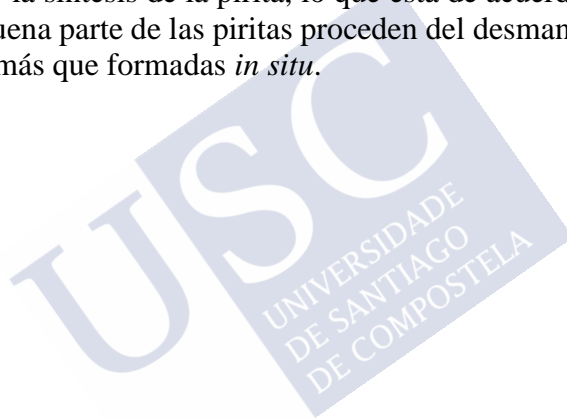 la síntesis de la pirita, lo que está de acuerd
uena parte de las piritas proceden del desman
más que formadas in situ.
USC
UNIVERSIDADE
DE SANTIAGO
DE COMPOSTELA